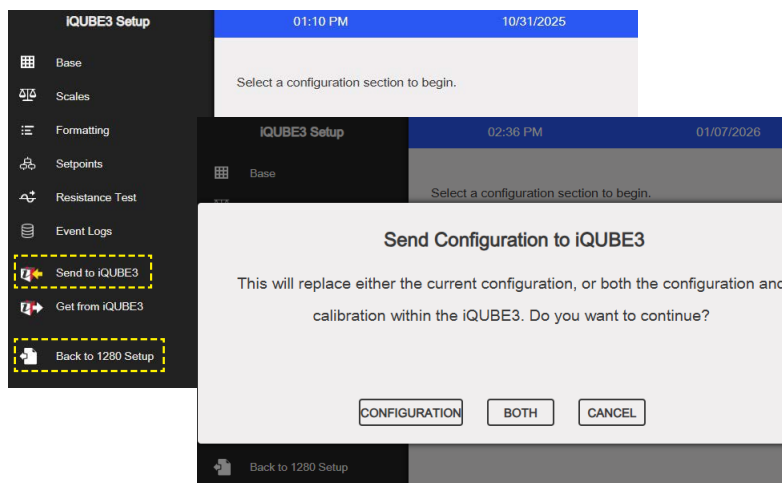 iQUBE3 Setup
01:10 PM
10/31/2025
Base
Scales
Formatting
Setpoints
Resistance Test
Event Logs
Send to iQUBE3
Get from iQUBE3
Back to 1280 Setup
Select a configuration section to begin.
iQUBE3 Setup
02:36 PM
01/07/2026
Base
Select a configuration section to begin.
Send Configuration to iQUBE3
This will replace either the current configuration, or both the configuration and
calibration within the iQUBE3. Do you want to continue?
CONFIGURATION
BOTH
CANCEL
Back to 1280 Setup